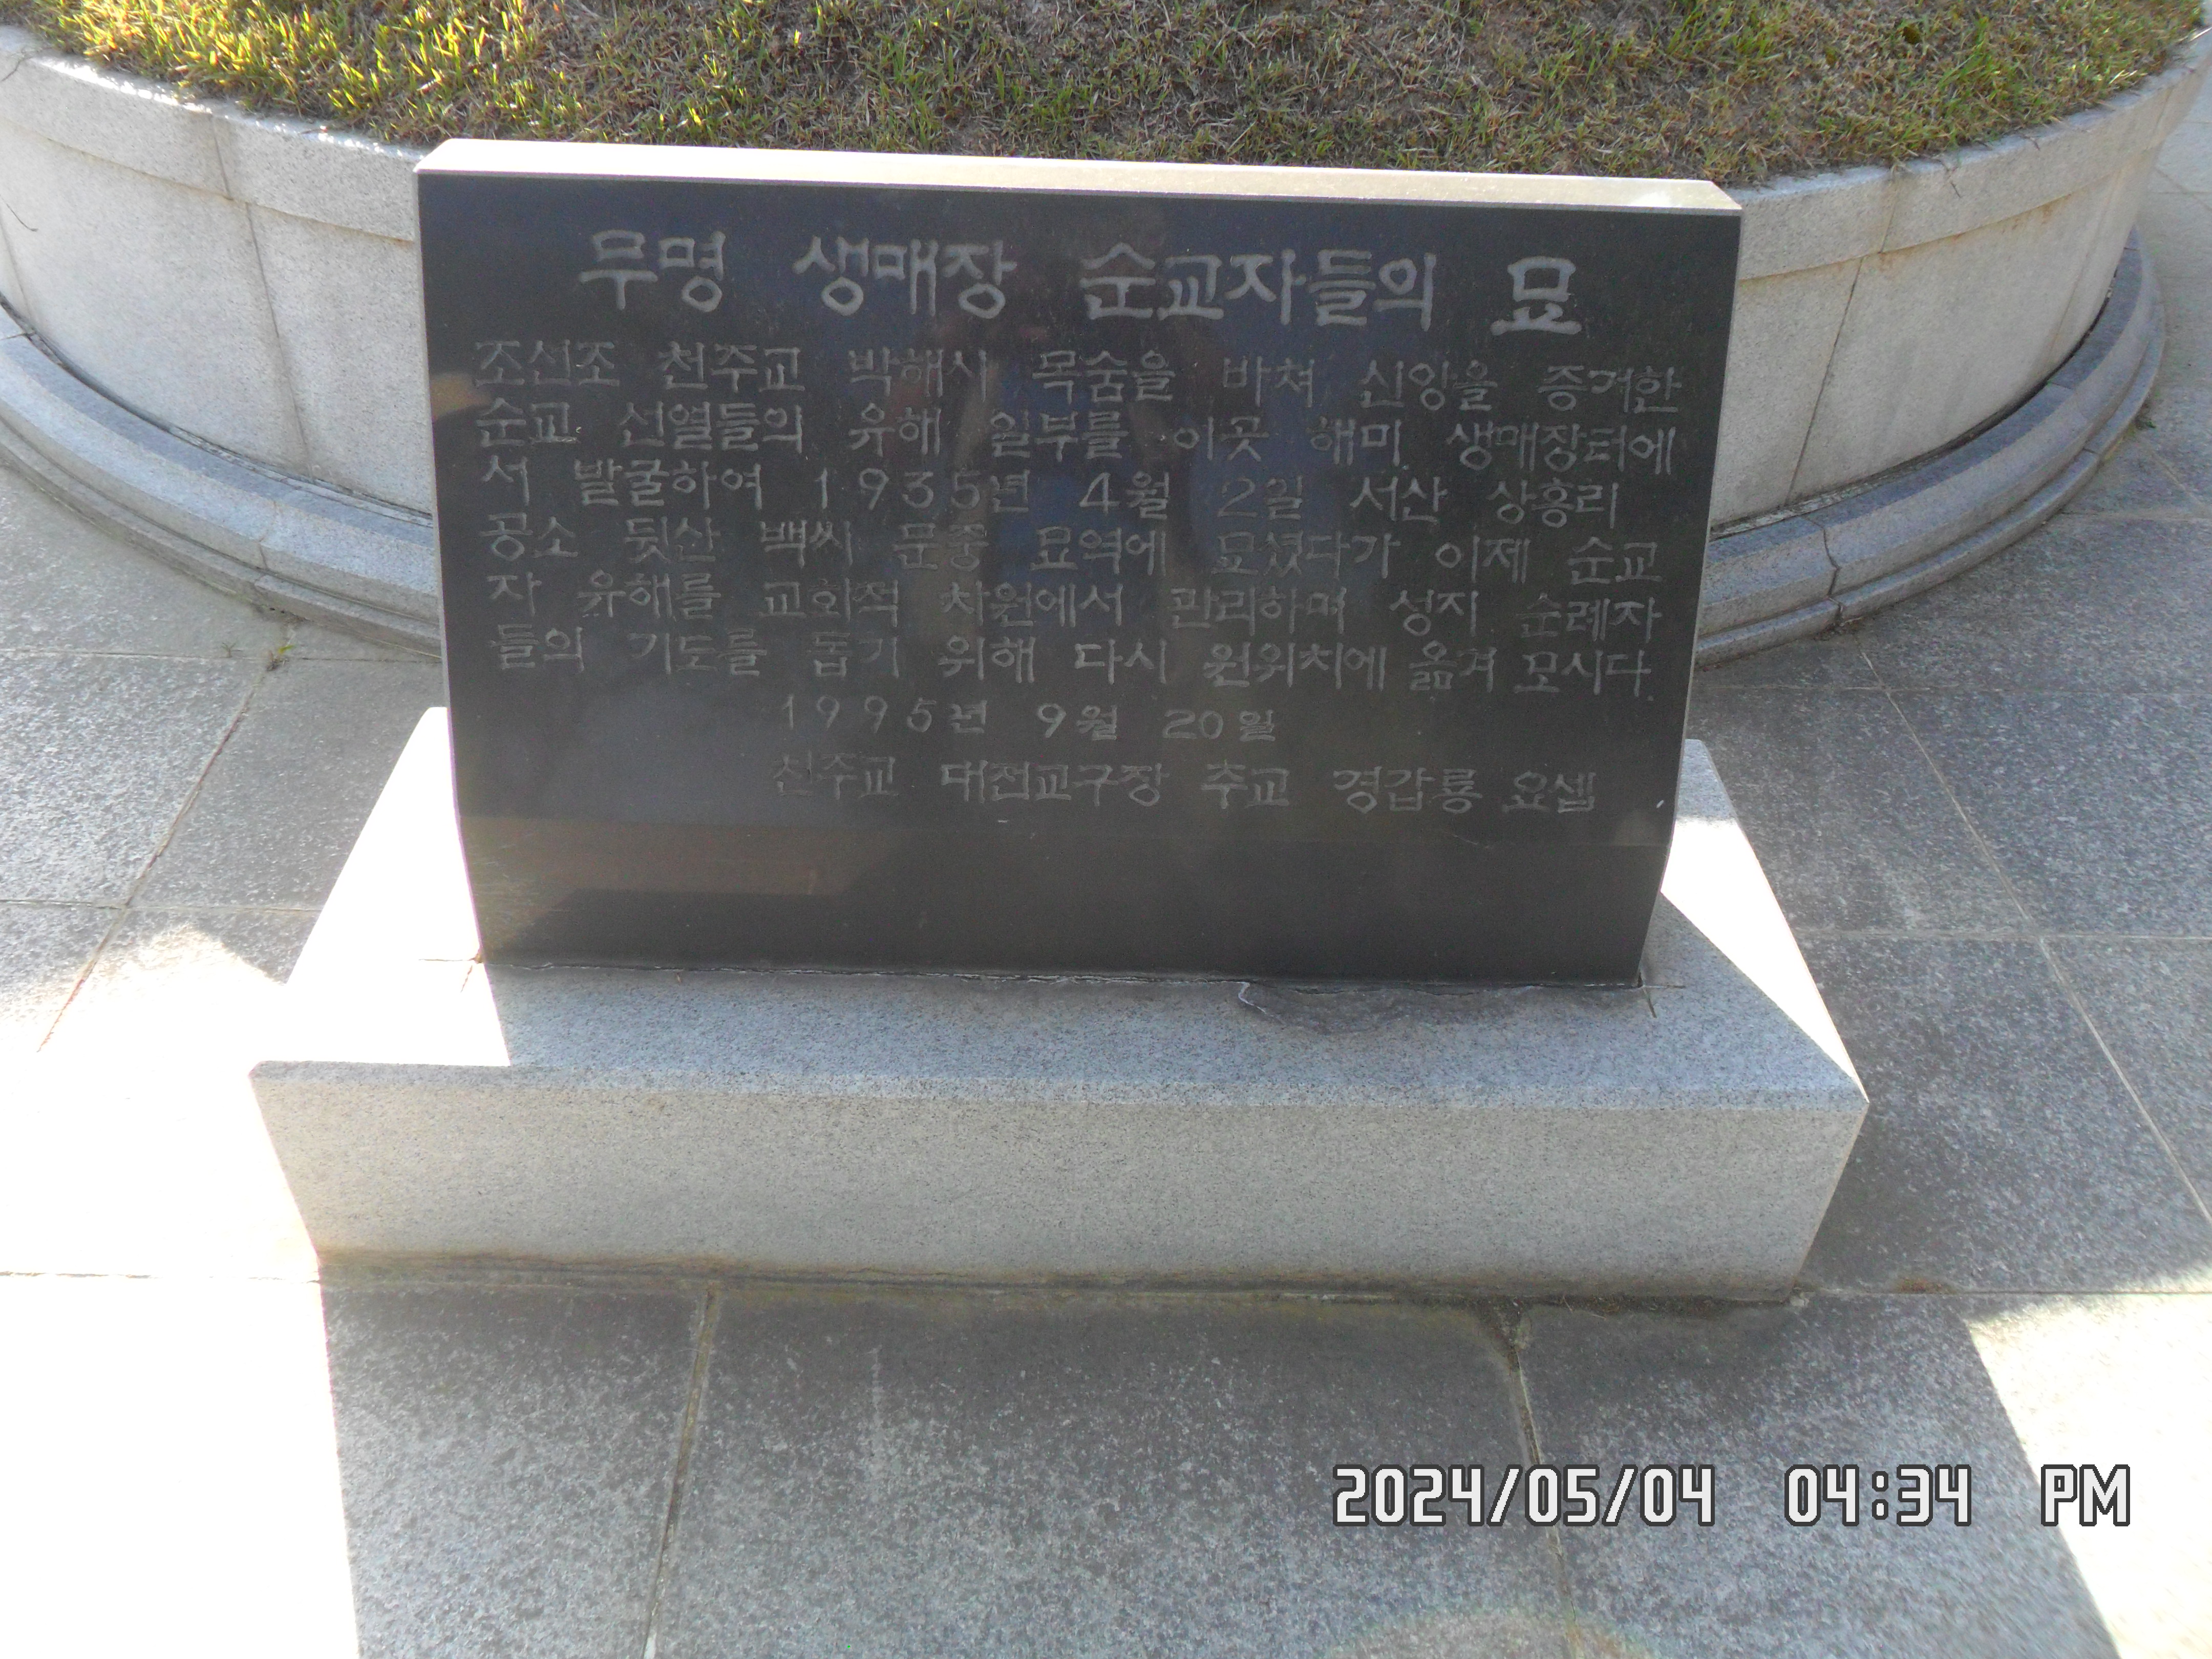 무명 생매장 순교자들의 묘
조선조 천주교 박해시 목숨을 바쳐 신앙을 증거한
순교 선열들의 유해 일부를 이곳 해미 생매장터에
서 발굴하여 1935년 4월 2일 서산 상홍리
공소 뒷산 백씨 문중 묘역에 모셨다가 이제 순교
자 유해를 교회적 차원에서 관리하며 성지 순례자
들의 기도를 돕기 위해 다시 원위치에 옮겨 모시다.
1995년 9월 20일
천주교 대전교구장 주교 경갑룡 요셉
2024/05/04 04:34 PM